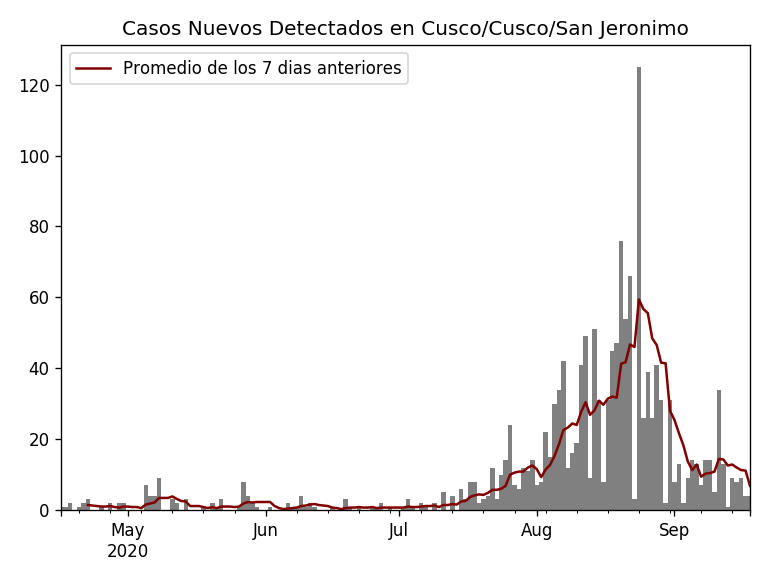 Casos Nuevos Detectados en Cusco/Cusco/San Jeronimo
Promedio de los 7 dias anteriores
120
100
80
60
40
20
0
May Jun Jul Aug Sep
2020